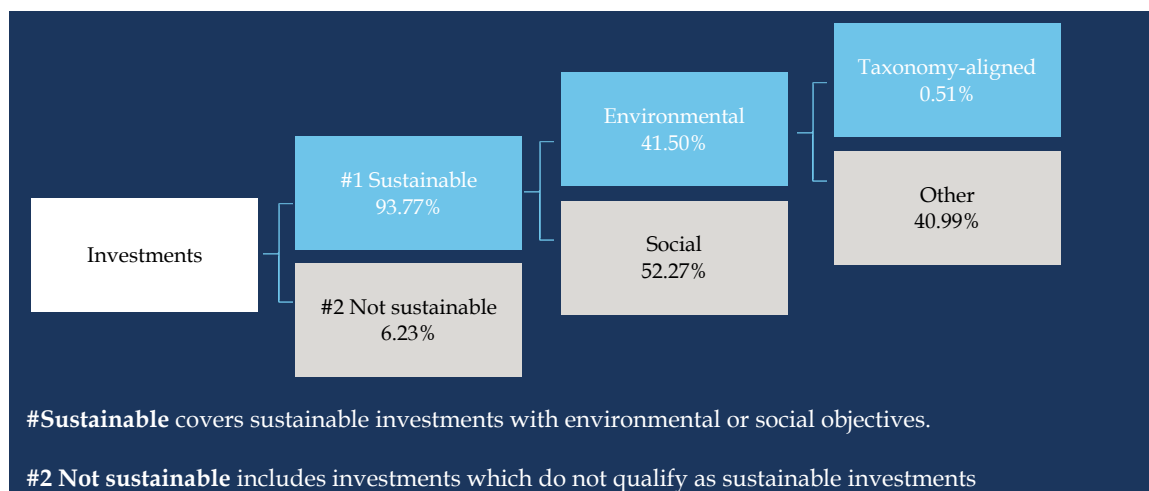 Investments
#1 Sustainable
93.77%
#2 Not sustainable
6.23%
Environmental
41.50%
Social
52.27%
Taxonomy-aligned
0.51%
Other
40.99%
#Sustainable covers sustainable investments with environmental or social objectives.
#2 Not sustainable includes investments which do not qualify as sustainable investments